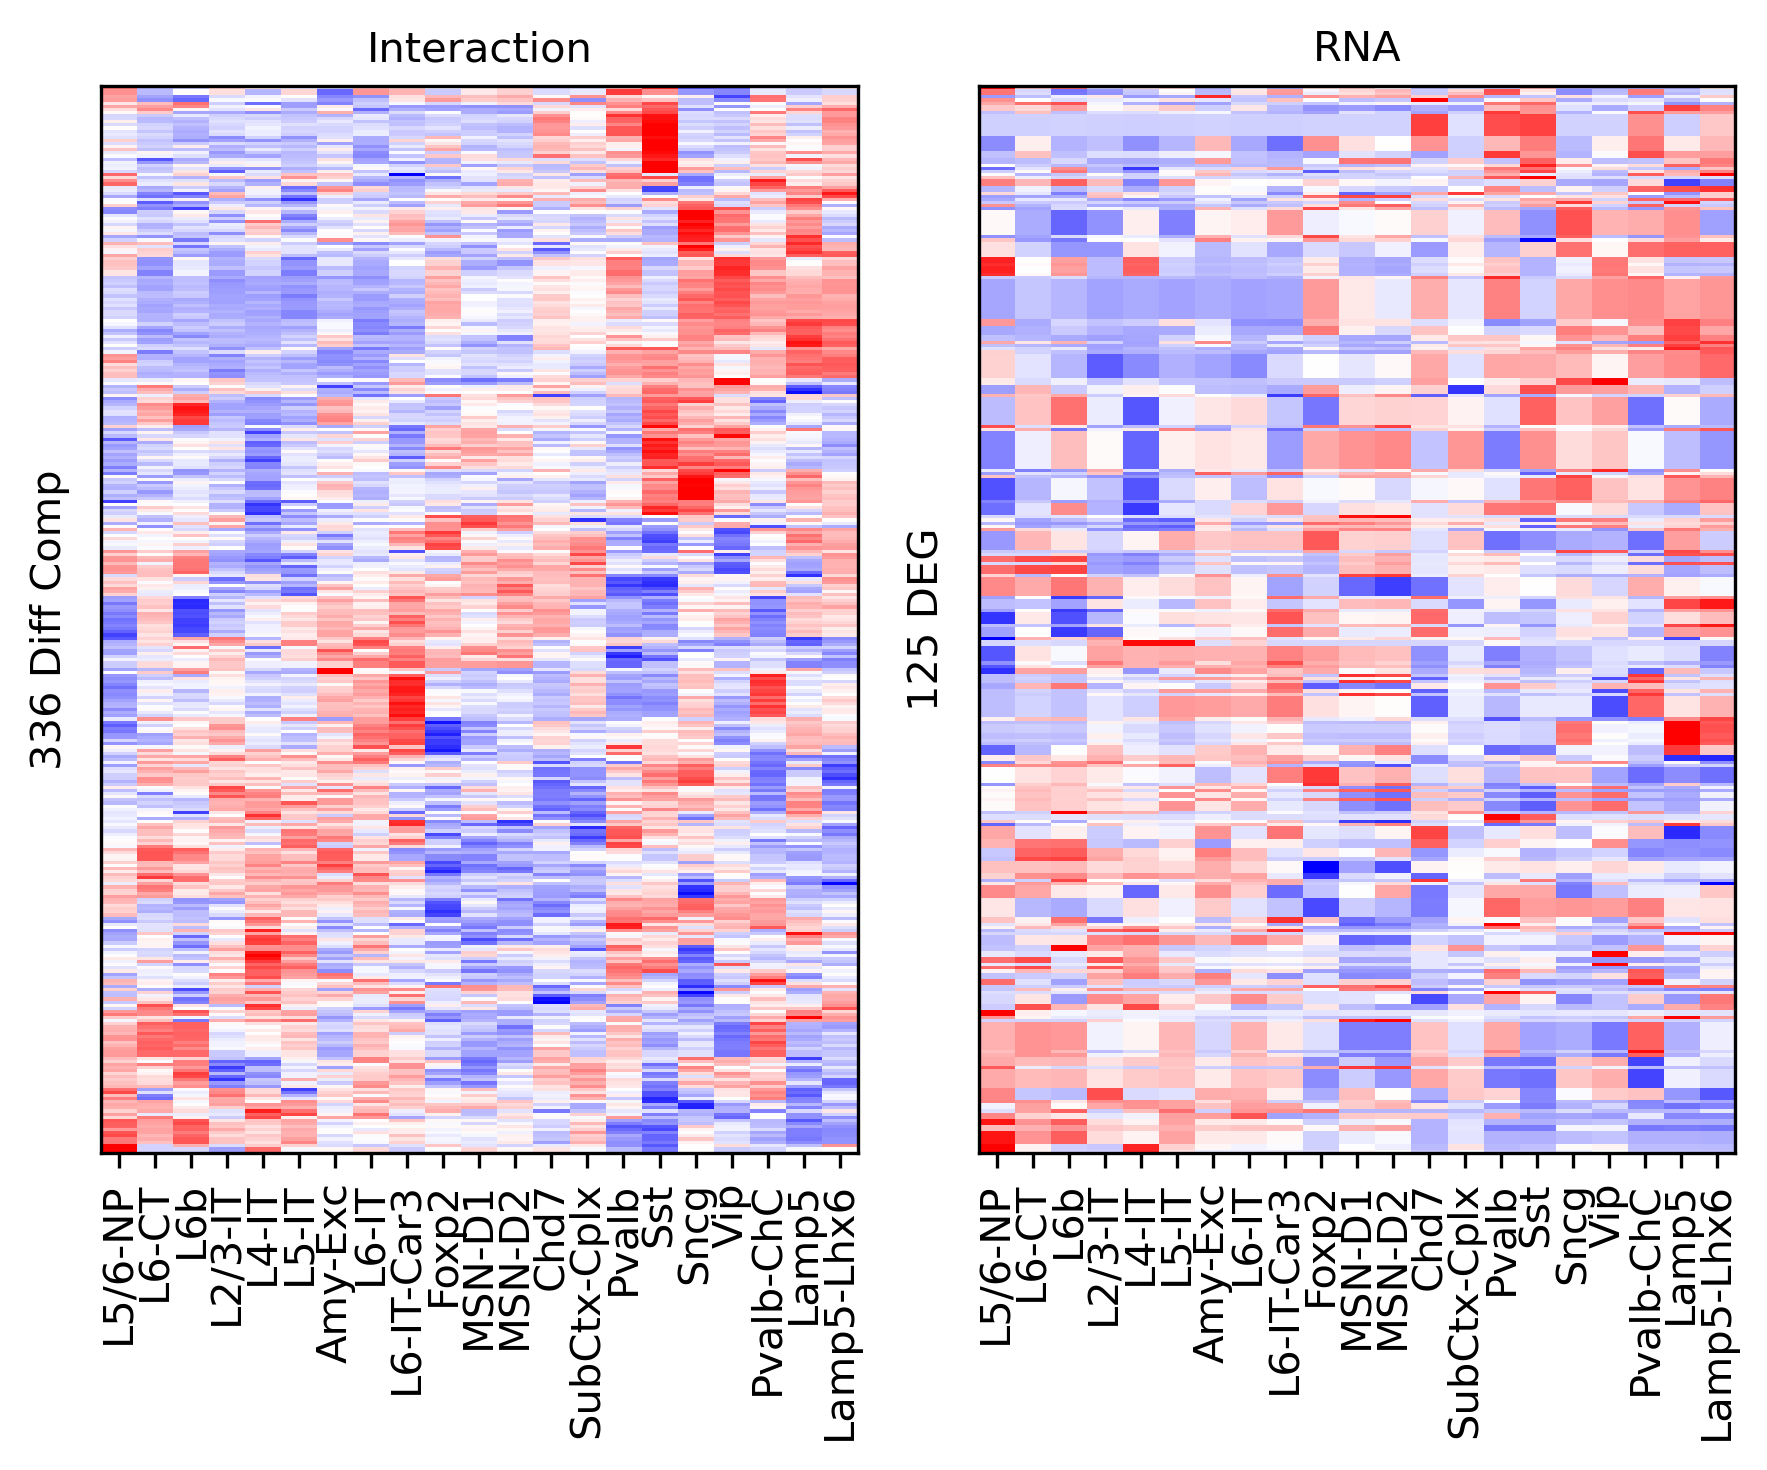 Interaction
336 Diff Comp
L5/6-NP
L6-CT
L6b
L2/3-IT
L4-IT
L5-IT
Amy-Exc
L6-IT
L6-IT-Car3
Foxp2
MSN-D1
MSN-D2
Chd7
SubCtx-Cplx
Pvalb
Sst
Sncg
Vip
Pvalb-ChC
Lamp5
Lamp5-Lhx6
RNA
125 DEG
L5/6-NP
L6-CT
L6b
L2/3-IT
L4-IT
L5-IT
Amy-Exc
L6-IT
L6-IT-Car3
Foxp2
MSN-D1
MSN-D2
Chd7
SubCtx-Cplx
Pvalb
Sst
Sncg
Vip
Pvalb-ChC
Lamp5
Lamp5-Lhx6